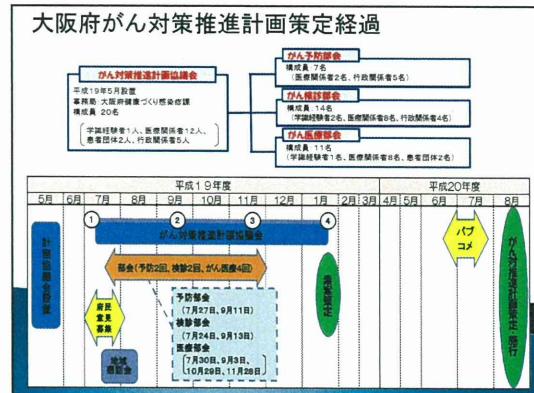 大阪府がん対策推進計画策定経過
がん対策推進計画協議会
平成19年5月設置
事務局:大阪府健康づくり感染症課
構成員 20名
学識経験者1人、医療関係者12人、
患者団体2人、行政関係者5人
がん予防部会
構成員:7名
(医療関係者2名、行政関係者5名)
がん検診部会
構成員:14名
(学識経験者2名、医療関係者8名、行政関係者4名)
がん医療部会
構成員:11名
(学識経験者1名、医療関係者8名、患者団体2名)
平成19年度
平成20年度
5月 6月 7月 8月 9月 10月 11月 12月 1月 2月 3月 4月 5月 6月 7月 8月
① ② ③ ④
がん対策推進計画協議会
計画協議会設置
部会(予防2回、検診2回、がん医療4回)
府民
意見
募集
地域
懇話会
予防部会
(7月27日、9月11日)
検診部会
(7月24日、9月13日)
医療部会
7月30日、9月3日、
10月29日、11月28日
素案策定
パブ
コメ
がん対策推進計画策定・施行